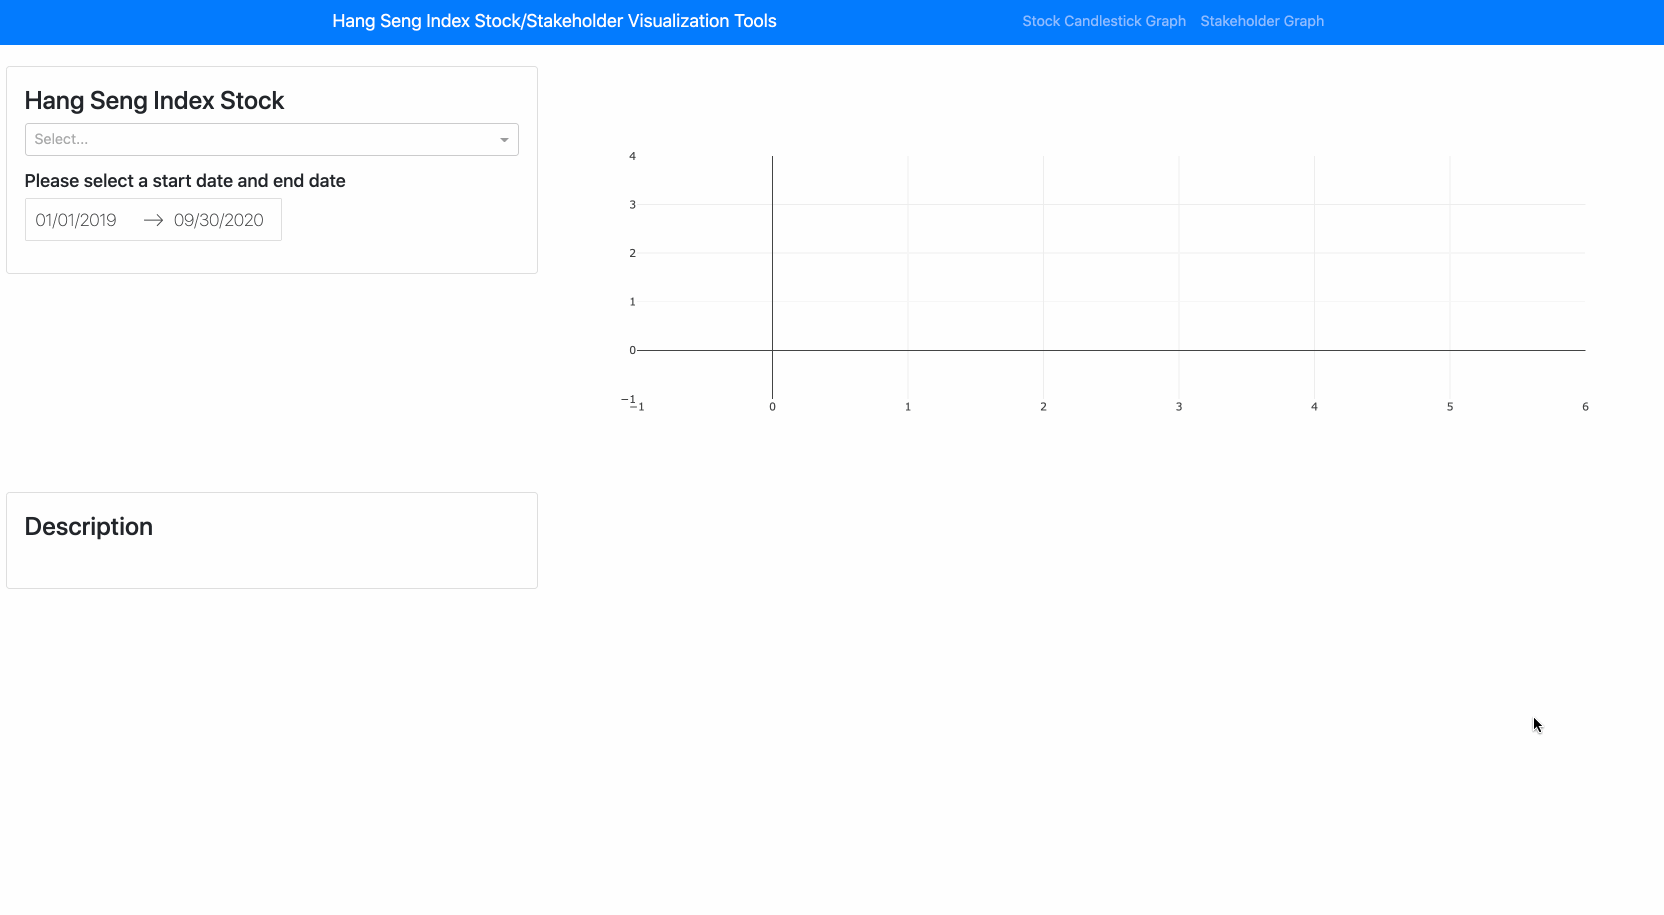 Hang Seng Index Stock/Stakeholder Visualization Tools
Stock Candlestick Graph
Stakeholder Graph
Hang Seng Index Stock
Select...
Please select a start date and end date
01/01/2019 → 09/30/2020
4
3
2
1
0
−1
−1 0 1 2 3 4 5 6
Description